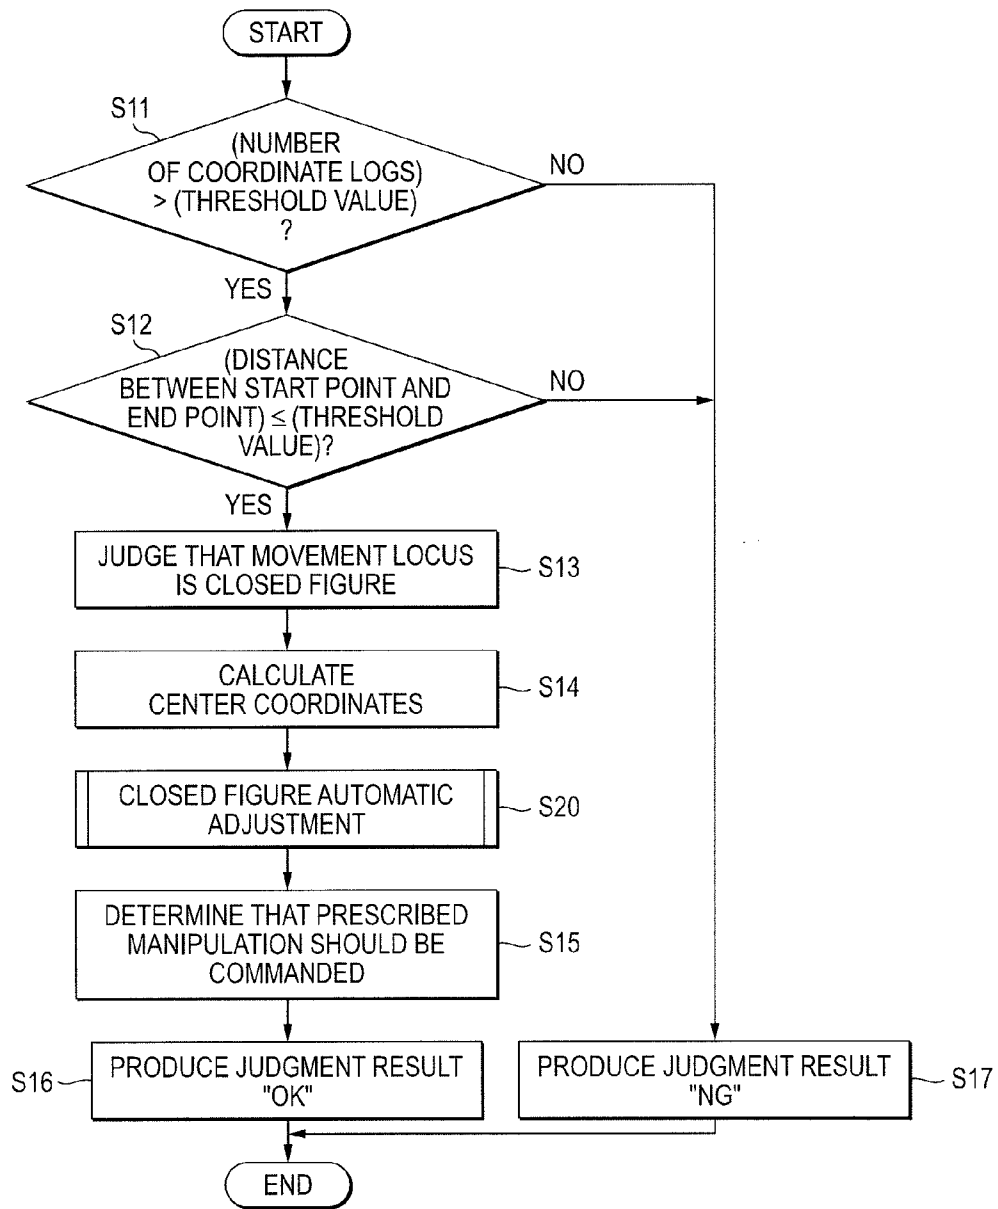 START
S11
(NUMBER
OF COORDINATE LOGS)
> (THRESHOLD VALUE)
?
NO
YES
S12
(DISTANCE
BETWEEN START POINT AND
END POINT) ≤ (THRESHOLD
VALUE)?
NO
YES
JUDGE THAT MOVEMENT LOCUS
IS CLOSED FIGURE
S13
CALCULATE
CENTER COORDINATES
S14
CLOSED FIGURE AUTOMATIC
ADJUSTMENT
S20
DETERMINE THAT PRESCRIBED
MANIPULATION SHOULD BE
COMMANDED
S15
S16
PRODUCE JUDGMENT RESULT
"OK"
PRODUCE JUDGMENT RESULT
"NG"
S17
END